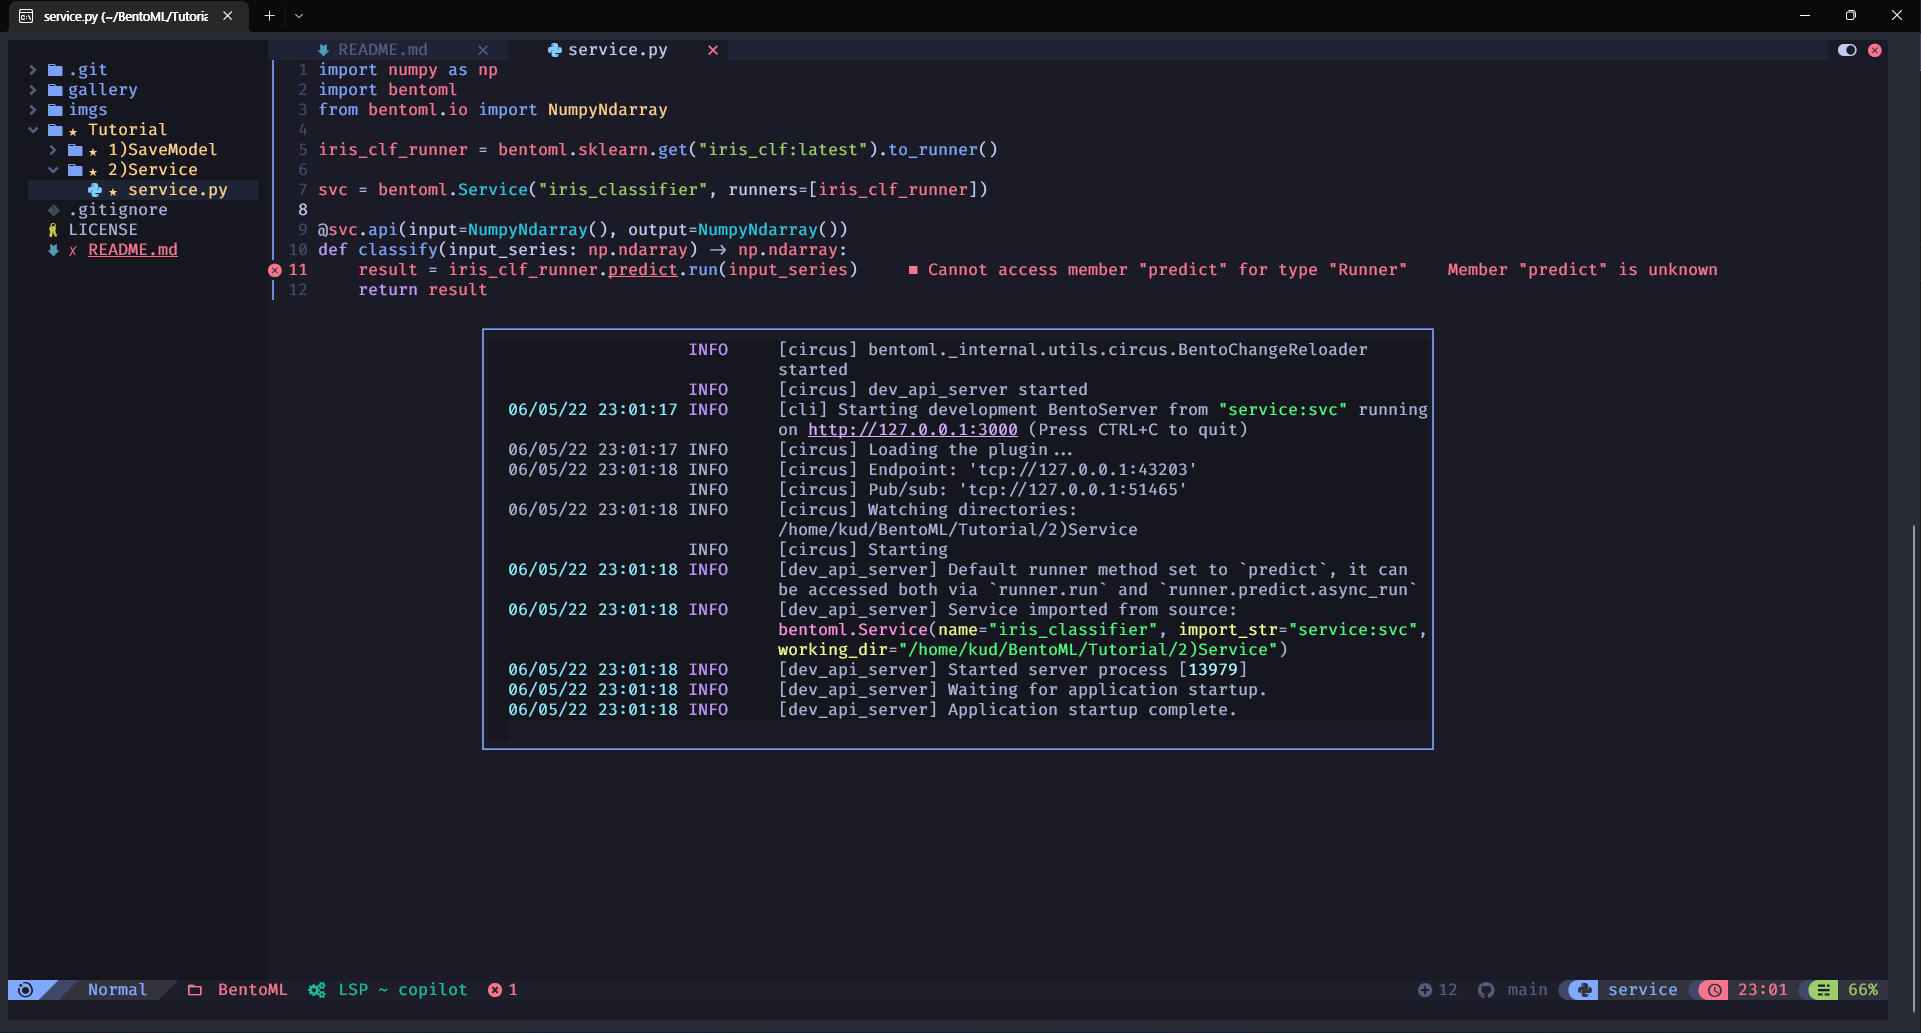 service.py (~/BentoML/Tutoria
README.md
service.py
.git
gallery
imgs
Tutorial
1)SaveModel
2)Service
service.py
.gitignore
LICENSE
✗ README.md
1 import numpy as np
2 import bentoml
3 from bentoml.io import NumpyNdarray
4
5 iris_clf_runner = bentoml.sklearn.get("iris_clf:latest").to_runner()
6
7 svc = bentoml.Service("iris_classifier", runners=[iris_clf_runner])
8
9 @svc.api(input=NumpyNdarray(), output=NumpyNdarray())
10 def classify(input_series: np.ndarray) -> np.ndarray:
11 result = iris_clf_runner.predict.run(input_series) ■ Cannot access member "predict" for type "Runner" Member "predict" is unknown
12 return result
INFO [circus] bentoml._internal.utils.circus.BentoChangeReloader
started
INFO [circus] dev_api_server started
06/05/22 23:01:17 INFO [cli] Starting development BentoServer from "service:svc" running
on http://127.0.0.1:3000 (Press CTRL+C to quit)
06/05/22 23:01:17 INFO [circus] Loading the plugin...
06/05/22 23:01:18 INFO [circus] Endpoint: 'tcp://127.0.0.1:43203'
INFO [circus] Pub/sub: 'tcp://127.0.0.1:51465'
06/05/22 23:01:18 INFO [circus] Watching directories:
/home/kud/BentoML/Tutorial/2)Service
INFO [circus] Starting
06/05/22 23:01:18 INFO [dev_api_server] Default runner method set to `predict`, it can
be accessed both via `runner.run` and `runner.predict.async_run`
06/05/22 23:01:18 INFO [dev_api_server] Service imported from source:
bentoml.Service(name="iris_classifier", import_str="service:svc",
working_dir="/home/kud/BentoML/Tutorial/2)Service")
06/05/22 23:01:18 INFO [dev_api_server] Started server process [13979]
06/05/22 23:01:18 INFO [dev_api_server] Waiting for application startup.
06/05/22 23:01:18 INFO [dev_api_server] Application startup complete.
Normal BentoML LSP ~ copilot 1 12 main service 23:01 66%